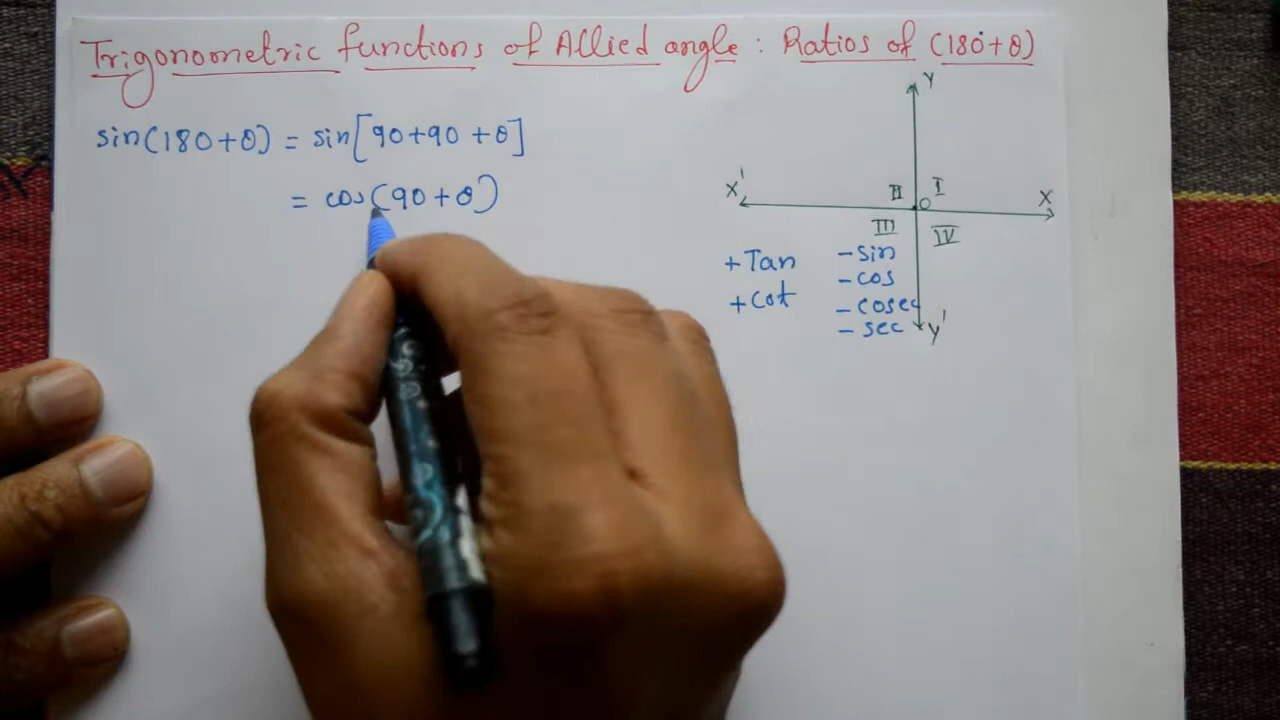 Trigonometric functions of Allied angle : Ratios of (180°+θ)
sin(180+θ) = sin[90+90+θ]
= cos(90+θ)
Y
X' II I X
O
III IV
+Tan -sin
-cos
+cot -cosec
-sec Y'